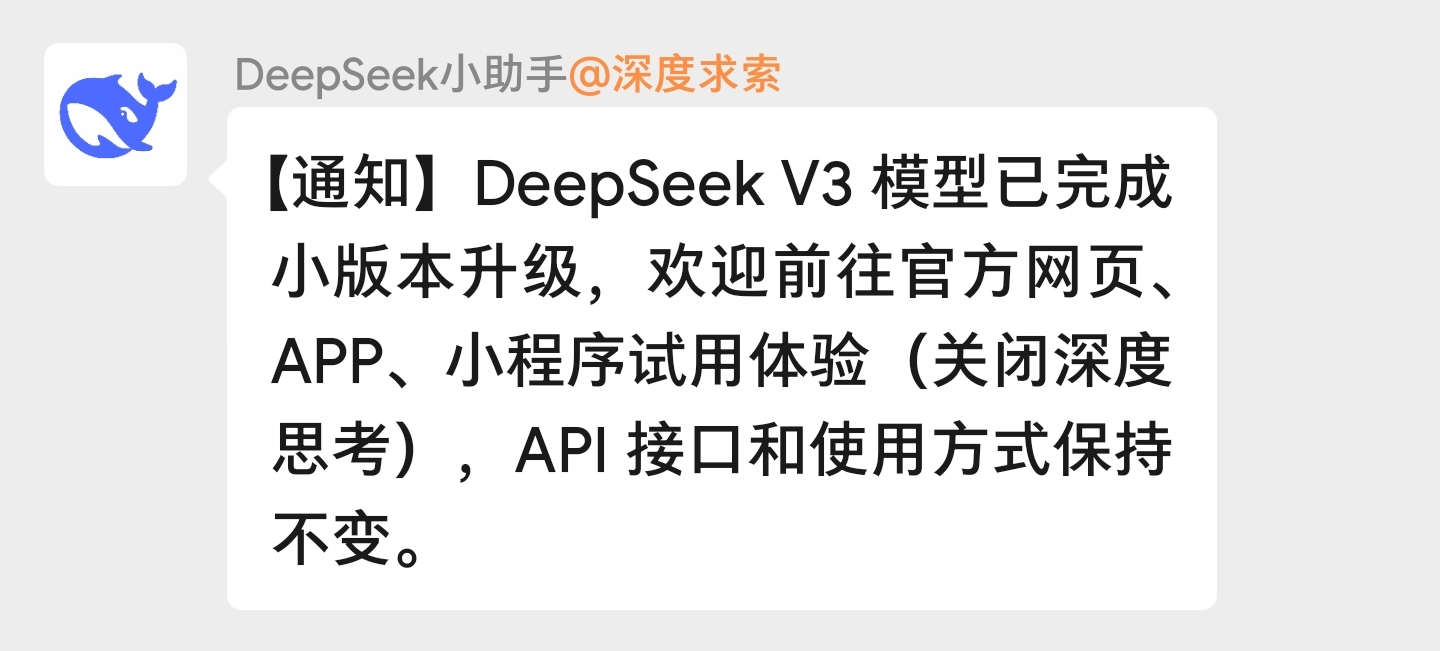 DeepSeek小助手@深度求索
【通知】DeepSeek V3 模型已完成
小版本升级，欢迎前往官方网页、
APP、小程序试用体验（关闭深度
思考），API 接口和使用方式保持
不变。